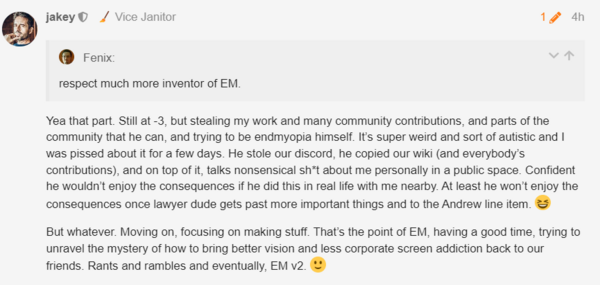 jakey Vice Janitor 1 4h
Fenix:
respect much more inventor of EM.
Yea that part. Still at -3, but stealing my work and many community contributions, and parts of the
community that he can, and trying to be endmyopia himself. It's super weird and sort of autistic and I
was pissed about it for a few days. He stole our discord, he copied our wiki (and everybody's
contributions), and on top of it, talks nonsensical sh*t about me personally in a public space. Confident
he wouldn't enjoy the consequences if he did this in real life with me nearby. At least he won't enjoy the
consequences once lawyer dude gets past more important things and to the Andrew line item. 😆
But whatever. Moving on, focusing on making stuff. That's the point of EM, having a good time, trying to
unravel the mystery of how to bring better vision and less corporate screen addiction back to our
friends. Rants and rambles and eventually, EM v2. 🙂